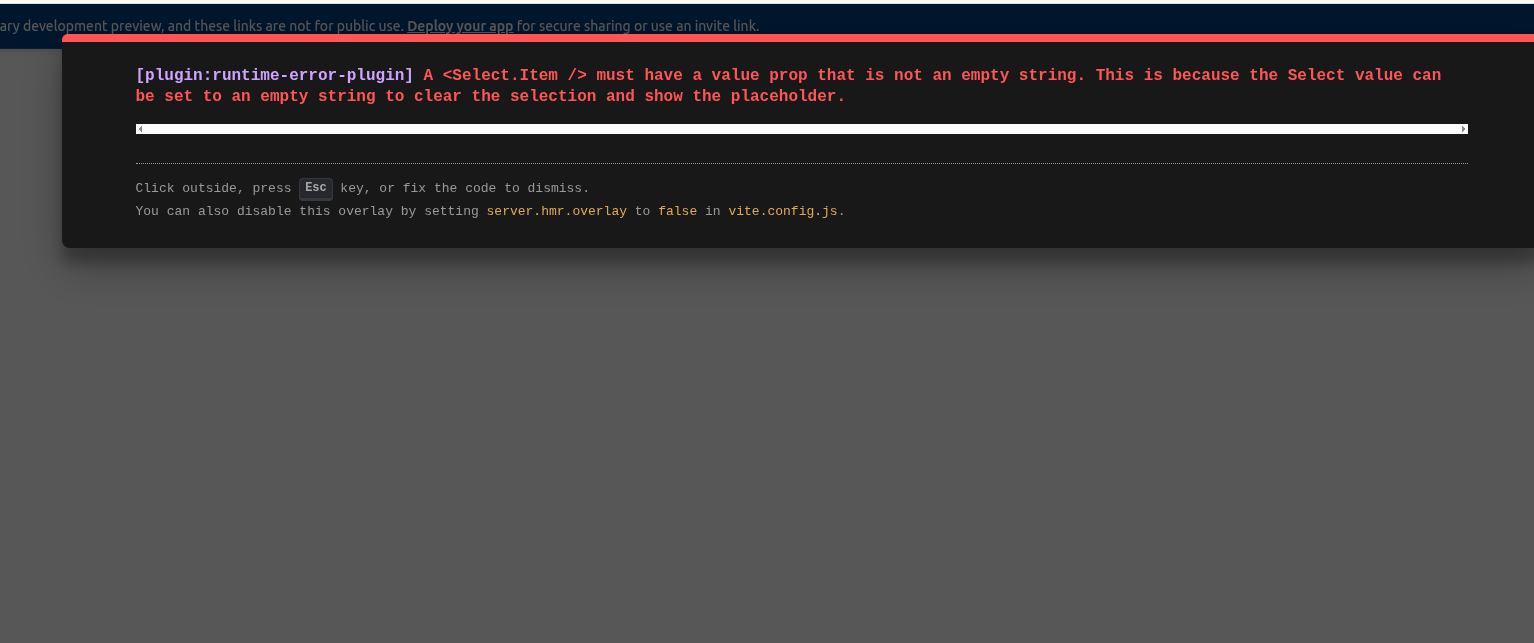 ary development preview, and these links are not for public use. Deploy your app for secure sharing or use an invite link.
[plugin:runtime-error-plugin] A <Select.Item /> must have a value prop that is not an empty string. This is because the Select value can
be set to an empty string to clear the selection and show the placeholder.
Click outside, press Esc key, or fix the code to dismiss.
You can also disable this overlay by setting server.hmr.overlay to false in vite.config.js.